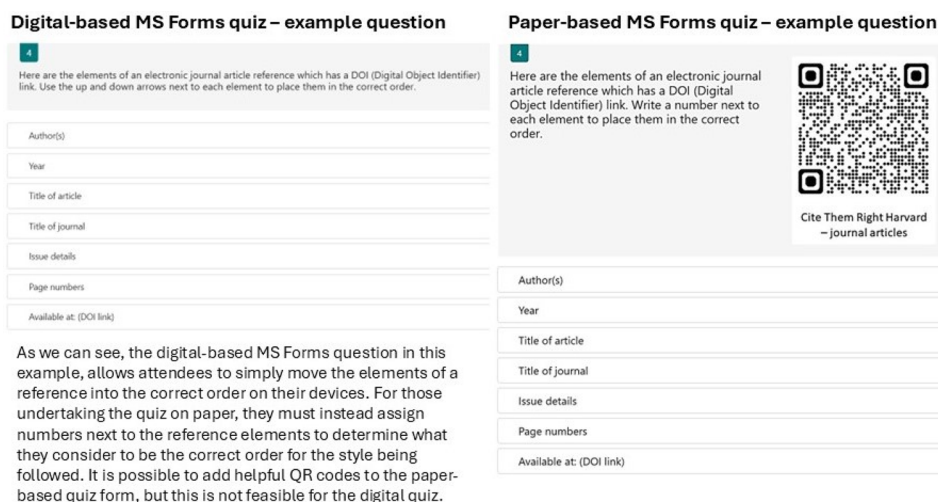 Digital-based MS Forms quiz – example question
4
Here are the elements of an electronic journal article reference which has a DOI (Digital Object Identifier)
link. Use the up and down arrows next to each element to place them in the correct order.
Author(s)
Year
Title of article
Title of journal
Issue details
Page numbers
Available at: (DOI link)
As we can see, the digital-based MS Forms question in this
example, allows attendees to simply move the elements of a
reference into the correct order on their devices. For those
undertaking the quiz on paper, they must instead assign
numbers next to the reference elements to determine what
they consider to be the correct order for the style being
followed. It is possible to add helpful QR codes to the paper-
based quiz form, but this is not feasible for the digital quiz.
Paper-based MS Forms quiz – example question
4
Here are the elements of an electronic journal
article reference which has a DOI (Digital
Object Identifier) link. Write a number next to
each element to place them in the correct
order.
Cite Them Right Harvard
– journal articles
Author(s)
Year
Title of article
Title of journal
Issue details
Page numbers
Available at: (DOI link)